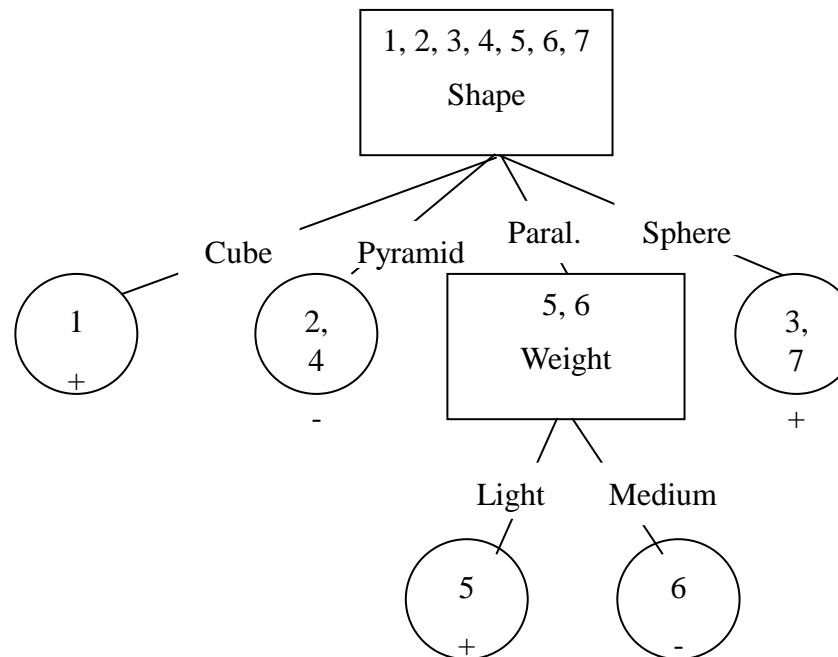 1, 2, 3, 4, 5, 6, 7
Shape
Cube
Pyramid
Paral.
Sphere
1
+
2,
4
-
5, 6
Weight
3,
7
+
Light
Medium
5
+
6
-